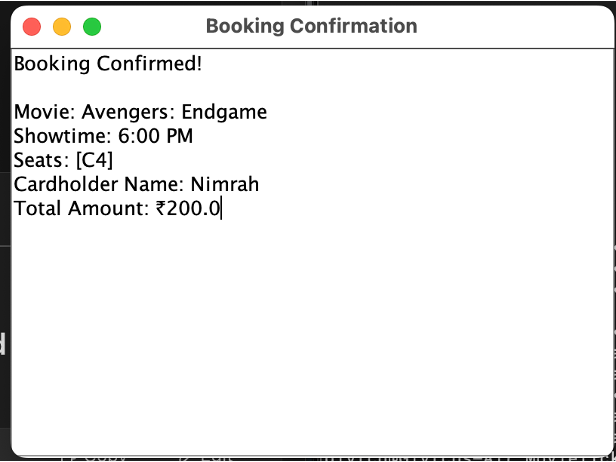 Booking Confirmation
Booking Confirmed!
Movie: Avengers: Endgame
Showtime: 6:00 PM
Seats: [C4]
Cardholder Name: Nimrah
Total Amount: ₹200.0